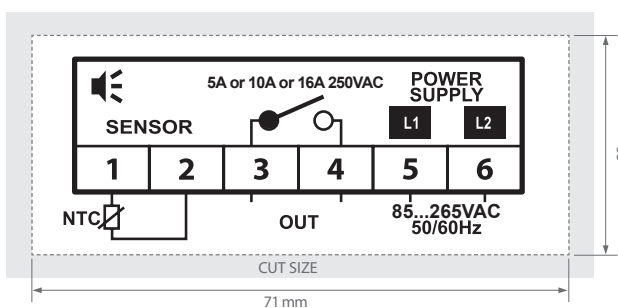 5A or 10A or 16A 250VAC
POWER
SUPPLY
SENSOR
L1
L2
1 2 3 4 5 6
NTC
OUT
85...265VAC
50/60Hz
CUT SIZE
71 mm